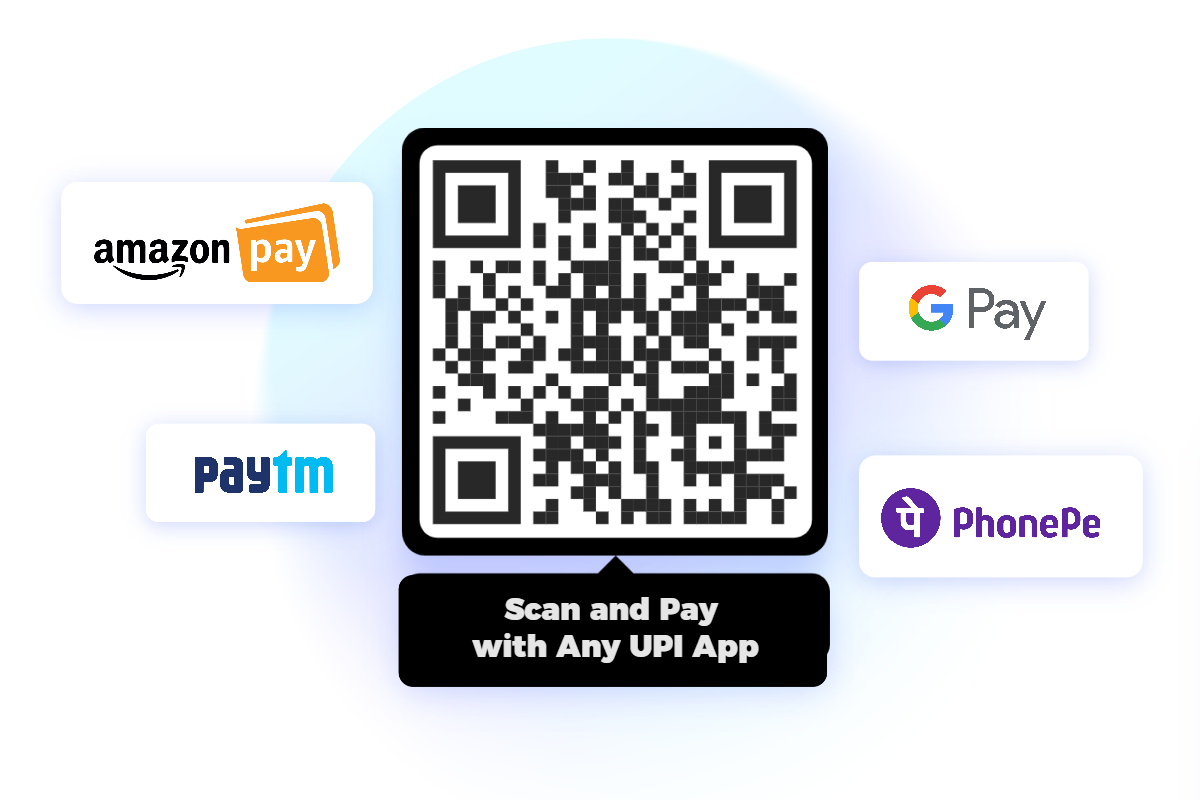 amazon pay
G Pay
paytm
पे PhonePe
Scan and Pay
with Any UPI App